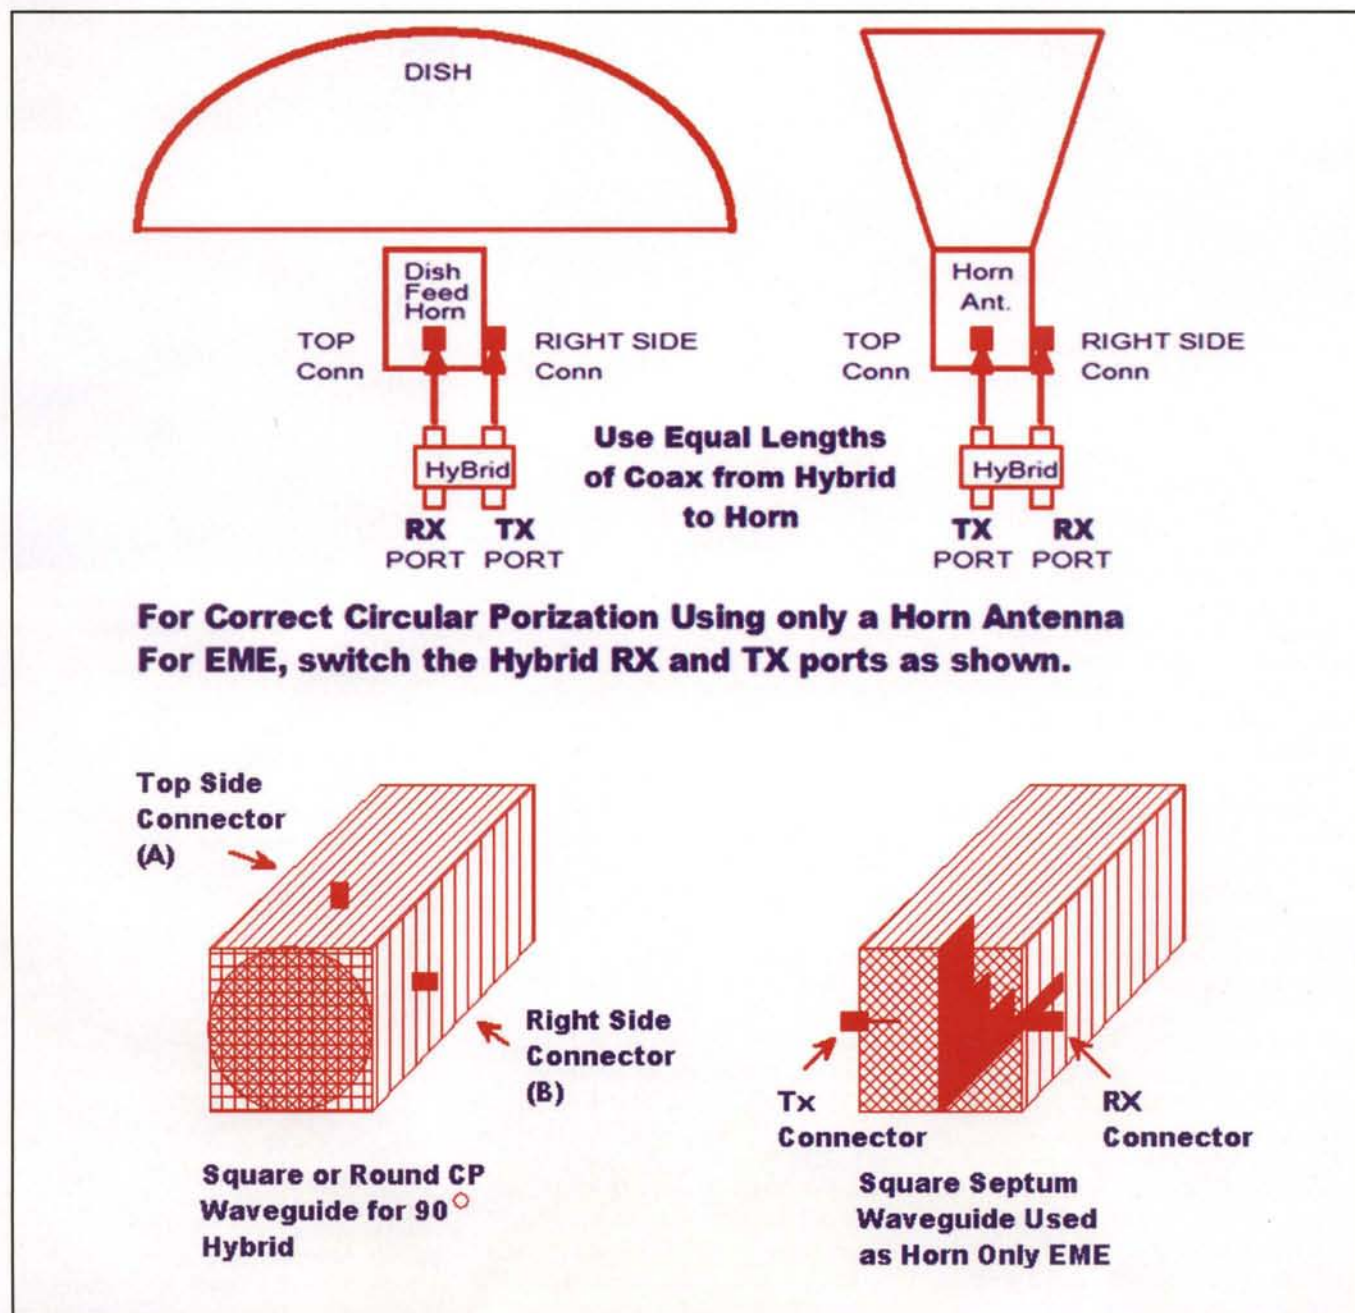 DISH
Dish
Feed
Horn
TOP
Conn
RIGHT SIDE
Conn
HyBrid
RX
PORT
TX
PORT
Use Equal Lengths
of Coax from Hybrid
to Horn
Horn
Ant.
TOP
Conn
RIGHT SIDE
Conn
HyBrid
TX
PORT
RX
PORT
For Correct Circular Porization Using only a Horn Antenna
For EME, switch the Hybrid RX and TX ports as shown.
Top Side
Connector
(A)
Right Side
Connector
(B)
Square or Round CP
Waveguide for 90°
Hybrid
Tx
Connector
RX
Connector
Square Septum
Waveguide Used
as Horn Only EME